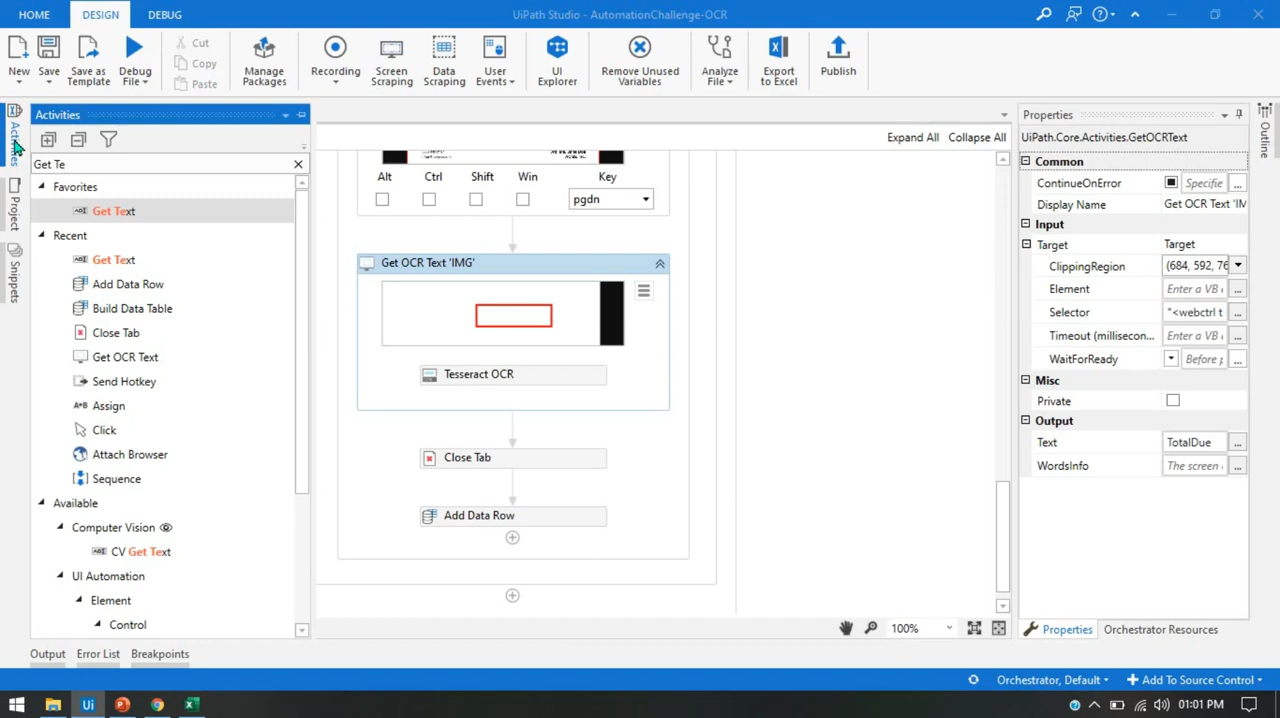 HOME DESIGN DEBUG UiPath Studio - AutomationChallenge-OCR
New Save Save as Template Debug File Cut Copy Paste Manage Packages Recording Screen Scraping Data Scraping User Events UI Explorer Remove Unused Variables Analyze File Export to Excel Publish
Activities
Project
Snippets
Activities
Get Te
Favorites
Get Text
Recent
Get Text
Add Data Row
Build Data Table
Close Tab
Get OCR Text
Send Hotkey
Assign
Click
Attach Browser
Sequence
Available
Computer Vision
CV Get Text
UI Automation
Element
Control
Expand All Collapse All
Alt Ctrl Shift Win Key
pgdn
Get OCR Text 'IMG'
Tesseract OCR
Close Tab
Add Data Row
100%
Properties
UiPath.Core.Activities.GetOCRText
Common
ContinueOnError Specifie ...
Display Name Get OCR Text 'IM
Input
Target Target
ClippingRegion (684, 592, 76
Element Enter a VB ...
Selector "<webctrl t ...
Timeout (millisecon... Enter a VB ...
WaitForReady Before p ...
Misc
Private
Output
Text TotalDue ...
WordsInfo The screen ...
Outline
Properties Orchestrator Resources
Output Error List Breakpoints
Orchestrator, Default Add To Source Control
Ui 01:01 PM